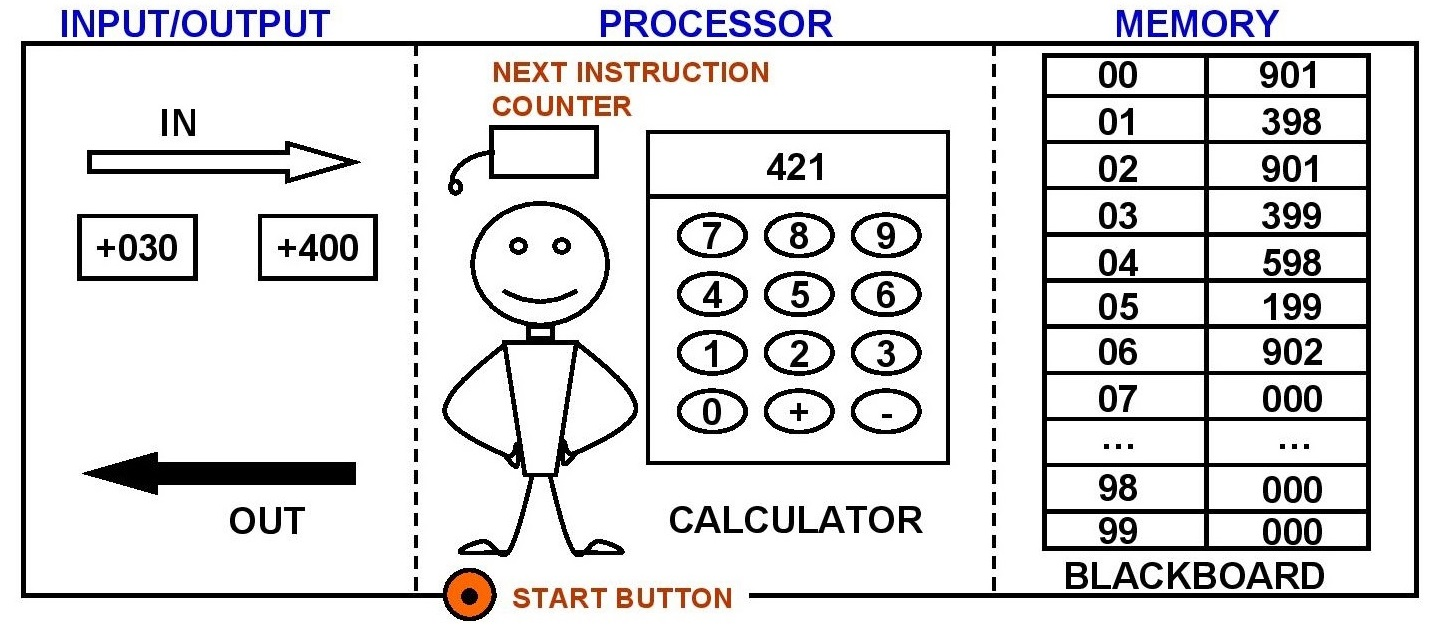 INPUT/OUTPUT
PROCESSOR
MEMORY
IN
+030 +400
OUT
NEXT INSTRUCTION
COUNTER
421
7 8 9
4 5 6
1 2 3
0 + -
CALCULATOR
START BUTTON
00 901
01 398
02 901
03 399
04 598
05 199
06 902
07 000
... ...
98 000
99 000
BLACKBOARD